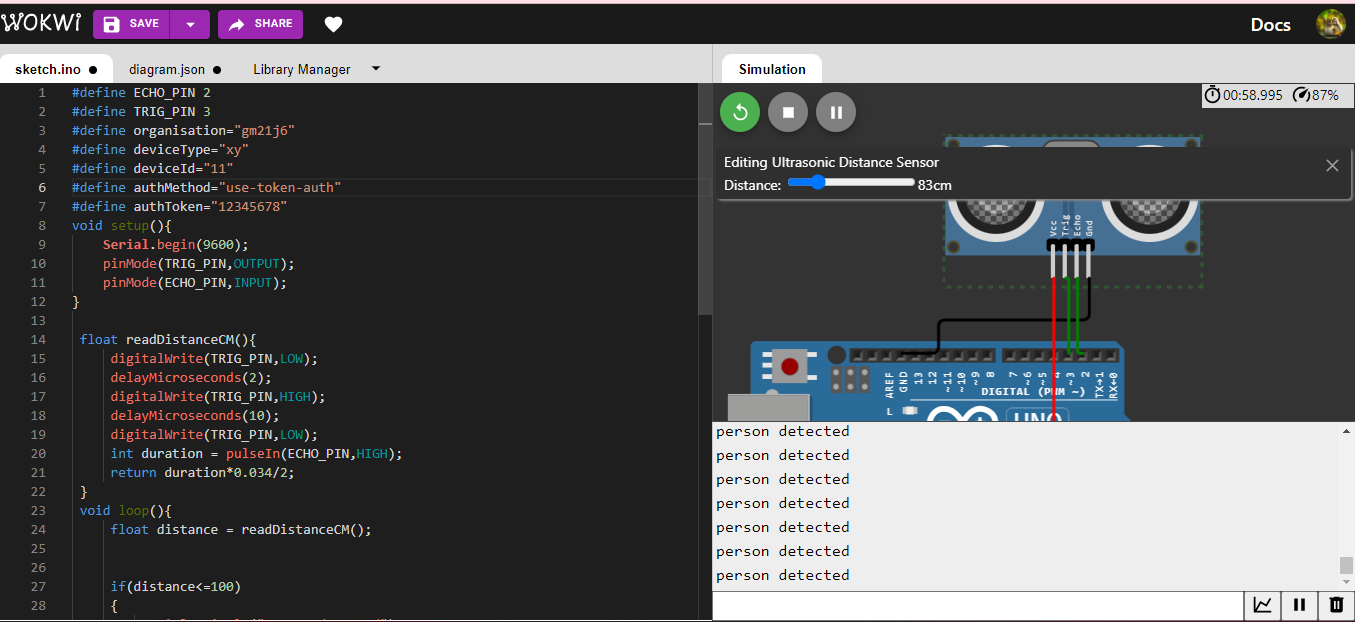 WOKWI SAVE SHARE Docs
sketch.ino diagram.json Library Manager
1 #define ECHO_PIN 2
2 #define TRIG_PIN 3
3 #define organisation="gm21j6"
4 #define deviceType="xy"
5 #define deviceId="11"
6 #define authMethod="use-token-auth"
7 #define authToken="12345678"
8 void setup(){
9 Serial.begin(9600);
10 pinMode(TRIG_PIN,OUTPUT);
11 pinMode(ECHO_PIN,INPUT);
12 }
13
14 float readDistanceCM(){
15 digitalWrite(TRIG_PIN,LOW);
16 delayMicroseconds(2);
17 digitalWrite(TRIG_PIN,HIGH);
18 delayMicroseconds(10);
19 digitalWrite(TRIG_PIN,LOW);
20 int duration = pulseIn(ECHO_PIN,HIGH);
21 return duration*0.034/2;
22 }
23 void loop(){
24 float distance = readDistanceCM();
25
26
27 if(distance<=100)
28 {
Simulation
00:58.995 87%
Editing Ultrasonic Distance Sensor
Distance: 83cm
Vcc
Trig
Echo
Gnd
AREF
GND
13
12
~11
~10
~9
8
7
~6
~5
4
~3
2
TX→1
RX←0
DIGITAL (PWM ~)
L
UNO
person detected
person detected
person detected
person detected
person detected
person detected
person detected